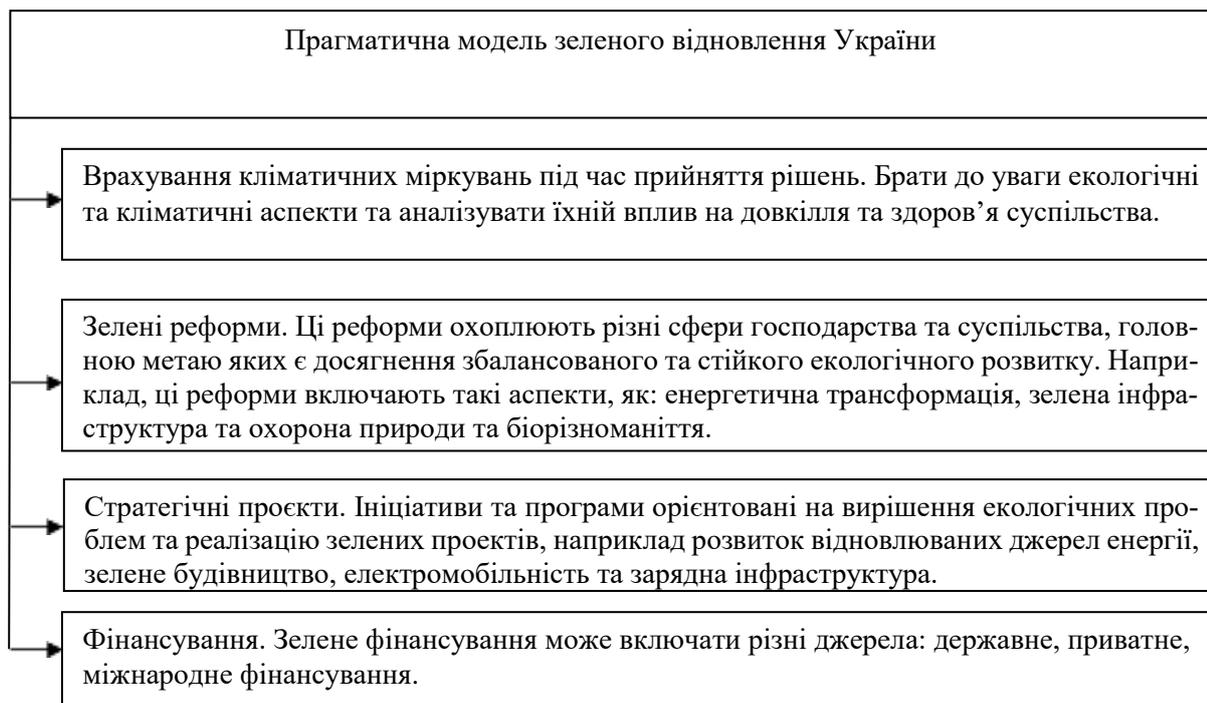 Прагматична модель зеленого відновлення України
Врахування кліматичних міркувань під час прийняття рішень. Брати до уваги екологічні
та кліматичні аспекти та аналізувати їхній вплив на довкілля та здоров’я суспільства.
Зелені реформи. Ці реформи охоплюють різні сфери господарства та суспільства, голов-
ною метаю яких є досягнення збалансованого та стійкого екологічного розвитку. Напри-
клад, ці реформи включають такі аспекти, як: енергетична трансформація, зелена інфра-
структура та охорона природи та біорізноманіття.
Стратегічні проєкти. Ініціативи та програми орієнтовані на вирішення екологічних про-
блем та реалізацію зелених проектів, наприклад розвиток відновлюваних джерел енергії,
зелене будівництво, електромобільність та зарядна інфраструктура.
Фінансування. Зелене фінансування може включати різні джерела: державне, приватне,
міжнародне фінансування.